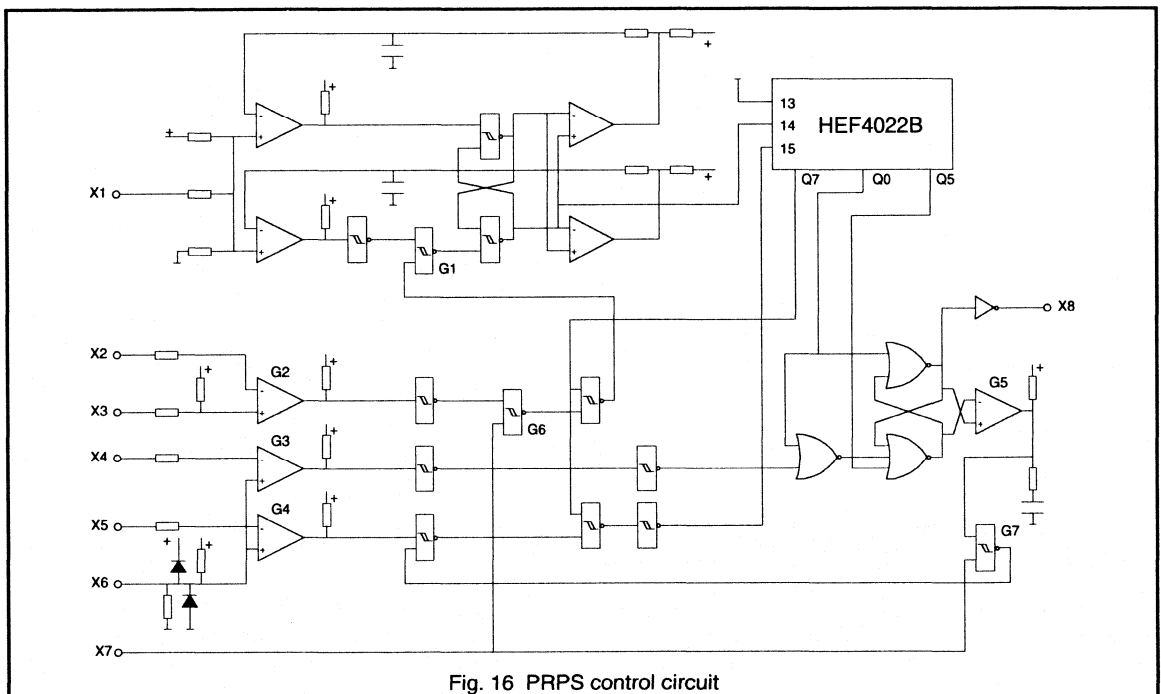 +
+
13
14
15
HEF4022B
Q7 Q0 Q5
-
+
-
+
+
X1
+
+
-
+
-
+
G1
X8
X2
+
+
G2
-
+
X3
G6
G5
-
+
+
X4
+
G3
-
X5
+
G4
-
+
G7
+ +
X6
X7
Fig. 16 PRPS control circuit